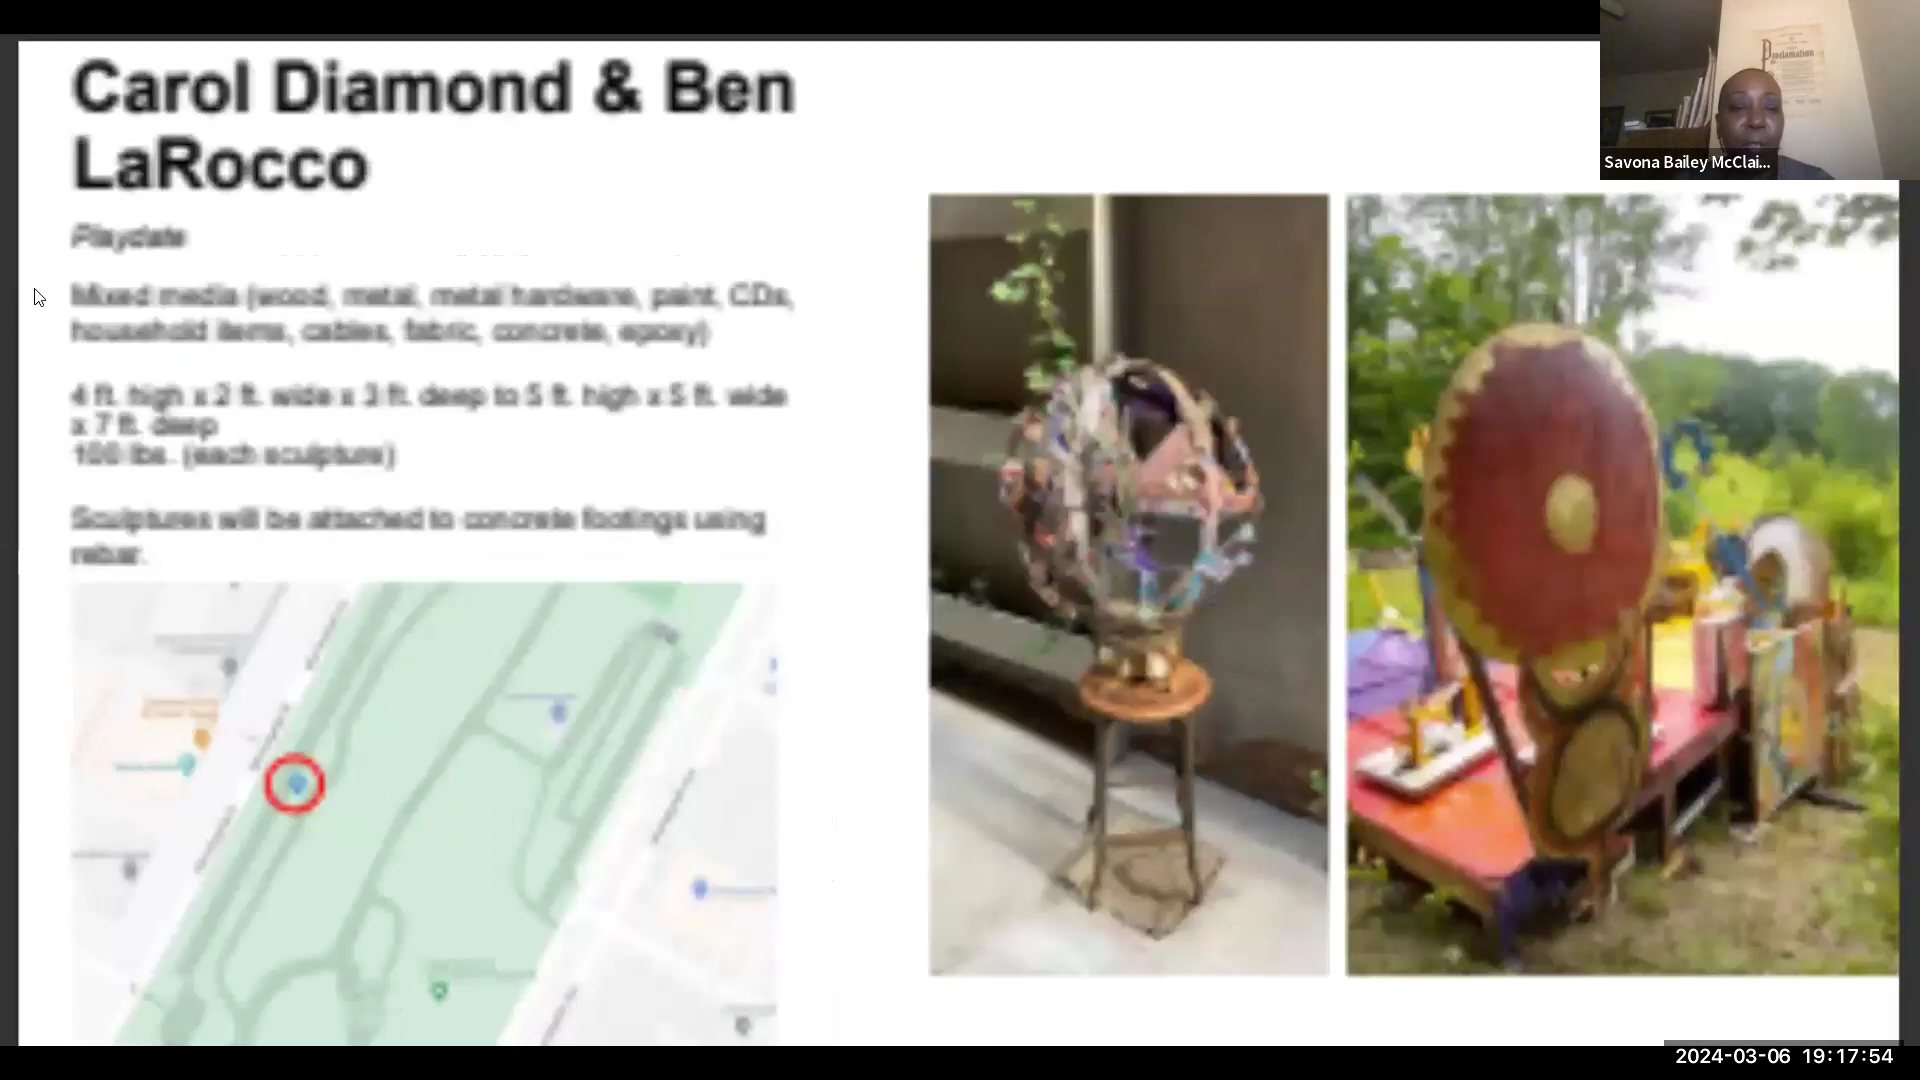 Carol Diamond & Ben
LaRocco
Playdate
Mixed media (wood, metal, metal hardware, paint, CDs,
household items, cables, fabric, concrete, epoxy)
4 ft. high x 2 ft. wide x 3 ft. deep to 5 ft. high x 5 ft. wide
x 7 ft. deep
100 lbs. (each sculpture)
Sculptures will be attached to concrete footings using
rebar.
Proclamation
Savona Bailey McClai...
2024-03-06 19:17:54